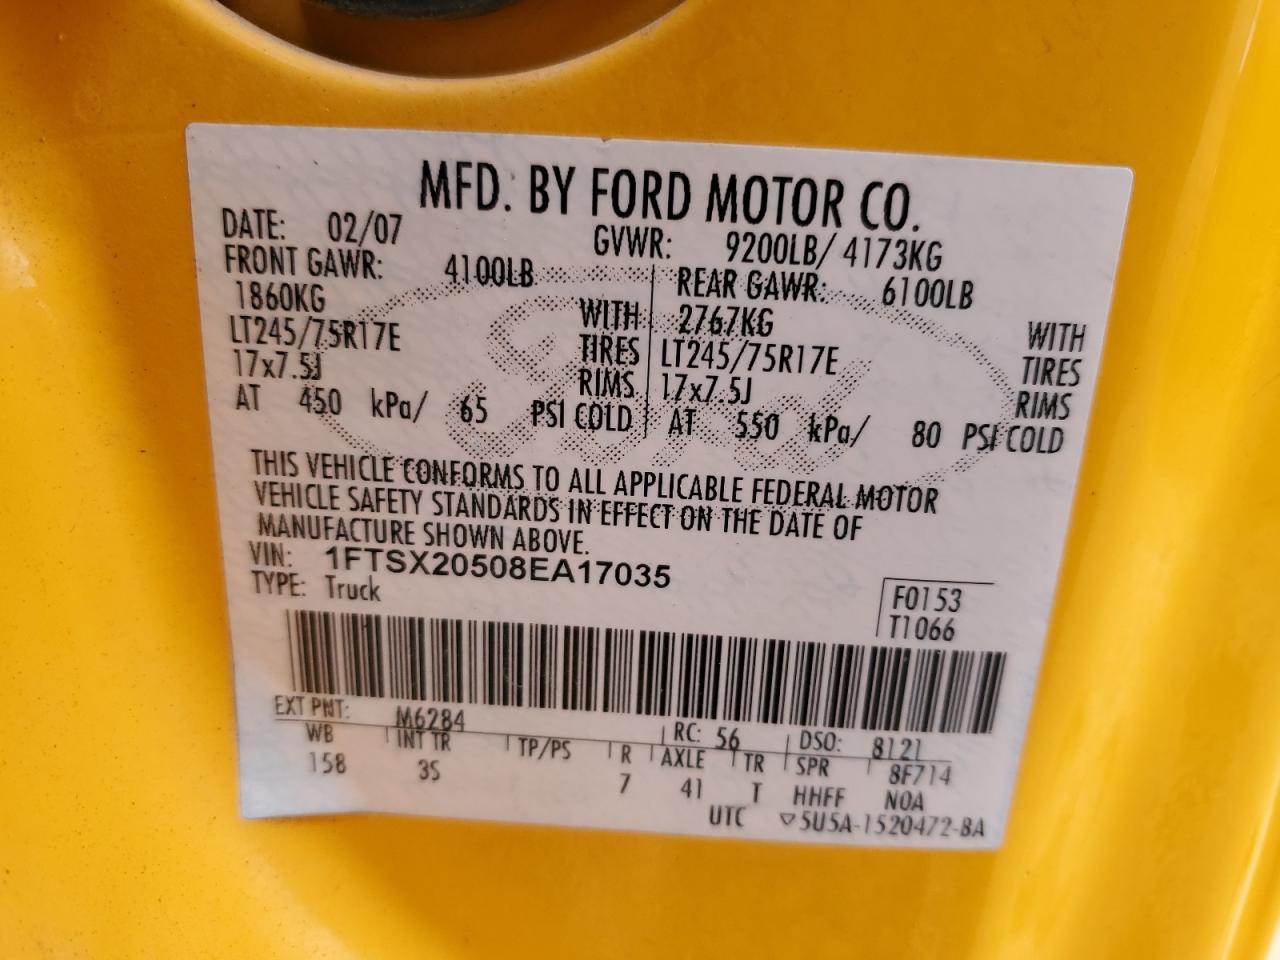 MFD. BY FORD MOTOR CO.
DATE: 02/07 GVWR: 9200LB/ 4173KG
FRONT GAWR: 4100LB REAR GAWR: 6100LB
1860KG WITH 2767KG WITH
LT245/75R17E TIRES LT245/75R17E TIRES
17x7.5J RIMS 17x7.5J RIMS
AT 450 kPa/ 65 PSI COLD AT 550 kPa/ 80 PSI COLD
THIS VEHICLE CONFORMS TO ALL APPLICABLE FEDERAL MOTOR
VEHICLE SAFETY STANDARDS IN EFFECT ON THE DATE OF
MANUFACTURE SHOWN ABOVE.
VIN: 1FTSX20508EA17035
TYPE: Truck
F0153
T1066
EXT PNT: M6284 RC: 56 DSO: 8121
WB INT TR TP/PS R AXLE TR SPR 8F714
158 3S 7 41 T HHFF NOA
UTC ▽5U5A-1520472-BA
Ford